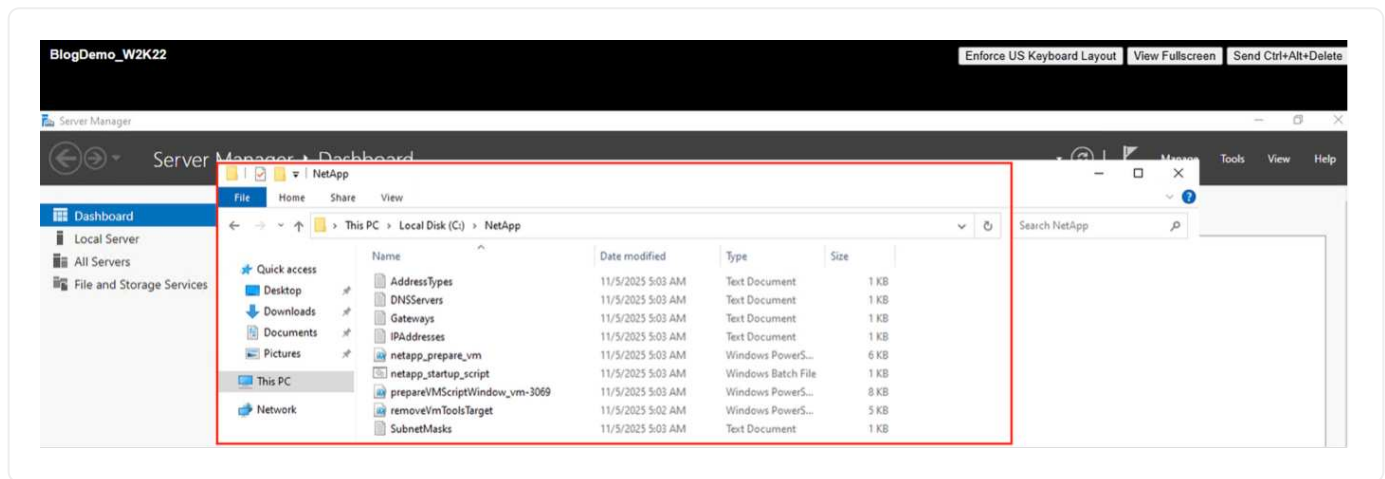 BlogDemo_W2K22 Enforce US Keyboard Layout View Fullscreen Send Ctrl+Alt+Delete
Server Manager
Server Manager Dashboard Manage Tools View Help
NetApp
File Home Share View
Dashboard
This PC > Local Disk (C:) > NetApp Search NetApp
Local Server
All Servers
File and Storage Services
Quick access
Desktop
Downloads
Documents
Pictures
This PC
Network
Name Date modified Type Size
AddressTypes 11/5/2025 5:03 AM Text Document 1 KB
DNSServers 11/5/2025 5:03 AM Text Document 1 KB
Gateways 11/5/2025 5:03 AM Text Document 1 KB
IPAddresses 11/5/2025 5:03 AM Text Document 1 KB
netapp_prepare_vm 11/5/2025 5:03 AM Windows PowerS... 6 KB
netapp_startup_script 11/5/2025 5:03 AM Windows Batch File 1 KB
prepareVMScriptWindow_vm-3069 11/5/2025 5:03 AM Windows PowerS... 8 KB
removeVmToolsTarget 11/5/2025 5:02 AM Windows PowerS... 5 KB
SubnetMasks 11/5/2025 5:03 AM Text Document 1 KB